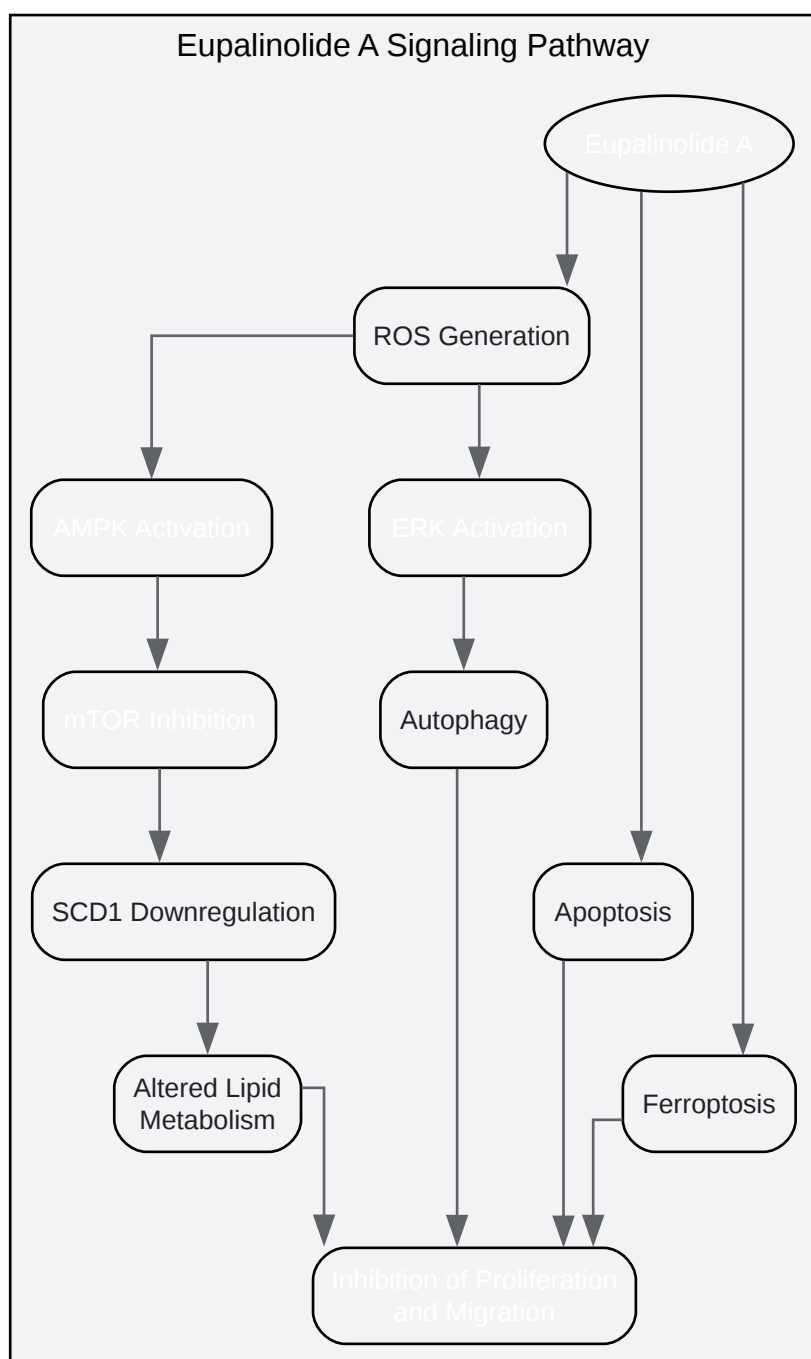 Eupalinolide A Signaling Pathway
Eupalinolide A
ROS Generation
AMPK Activation
ERK Activation
mTOR Inhibition
Autophagy
SCD1 Downregulation
Apoptosis
Altered Lipid
Metabolism
Ferroptosis
Inhibition of Proliferation
and Migration